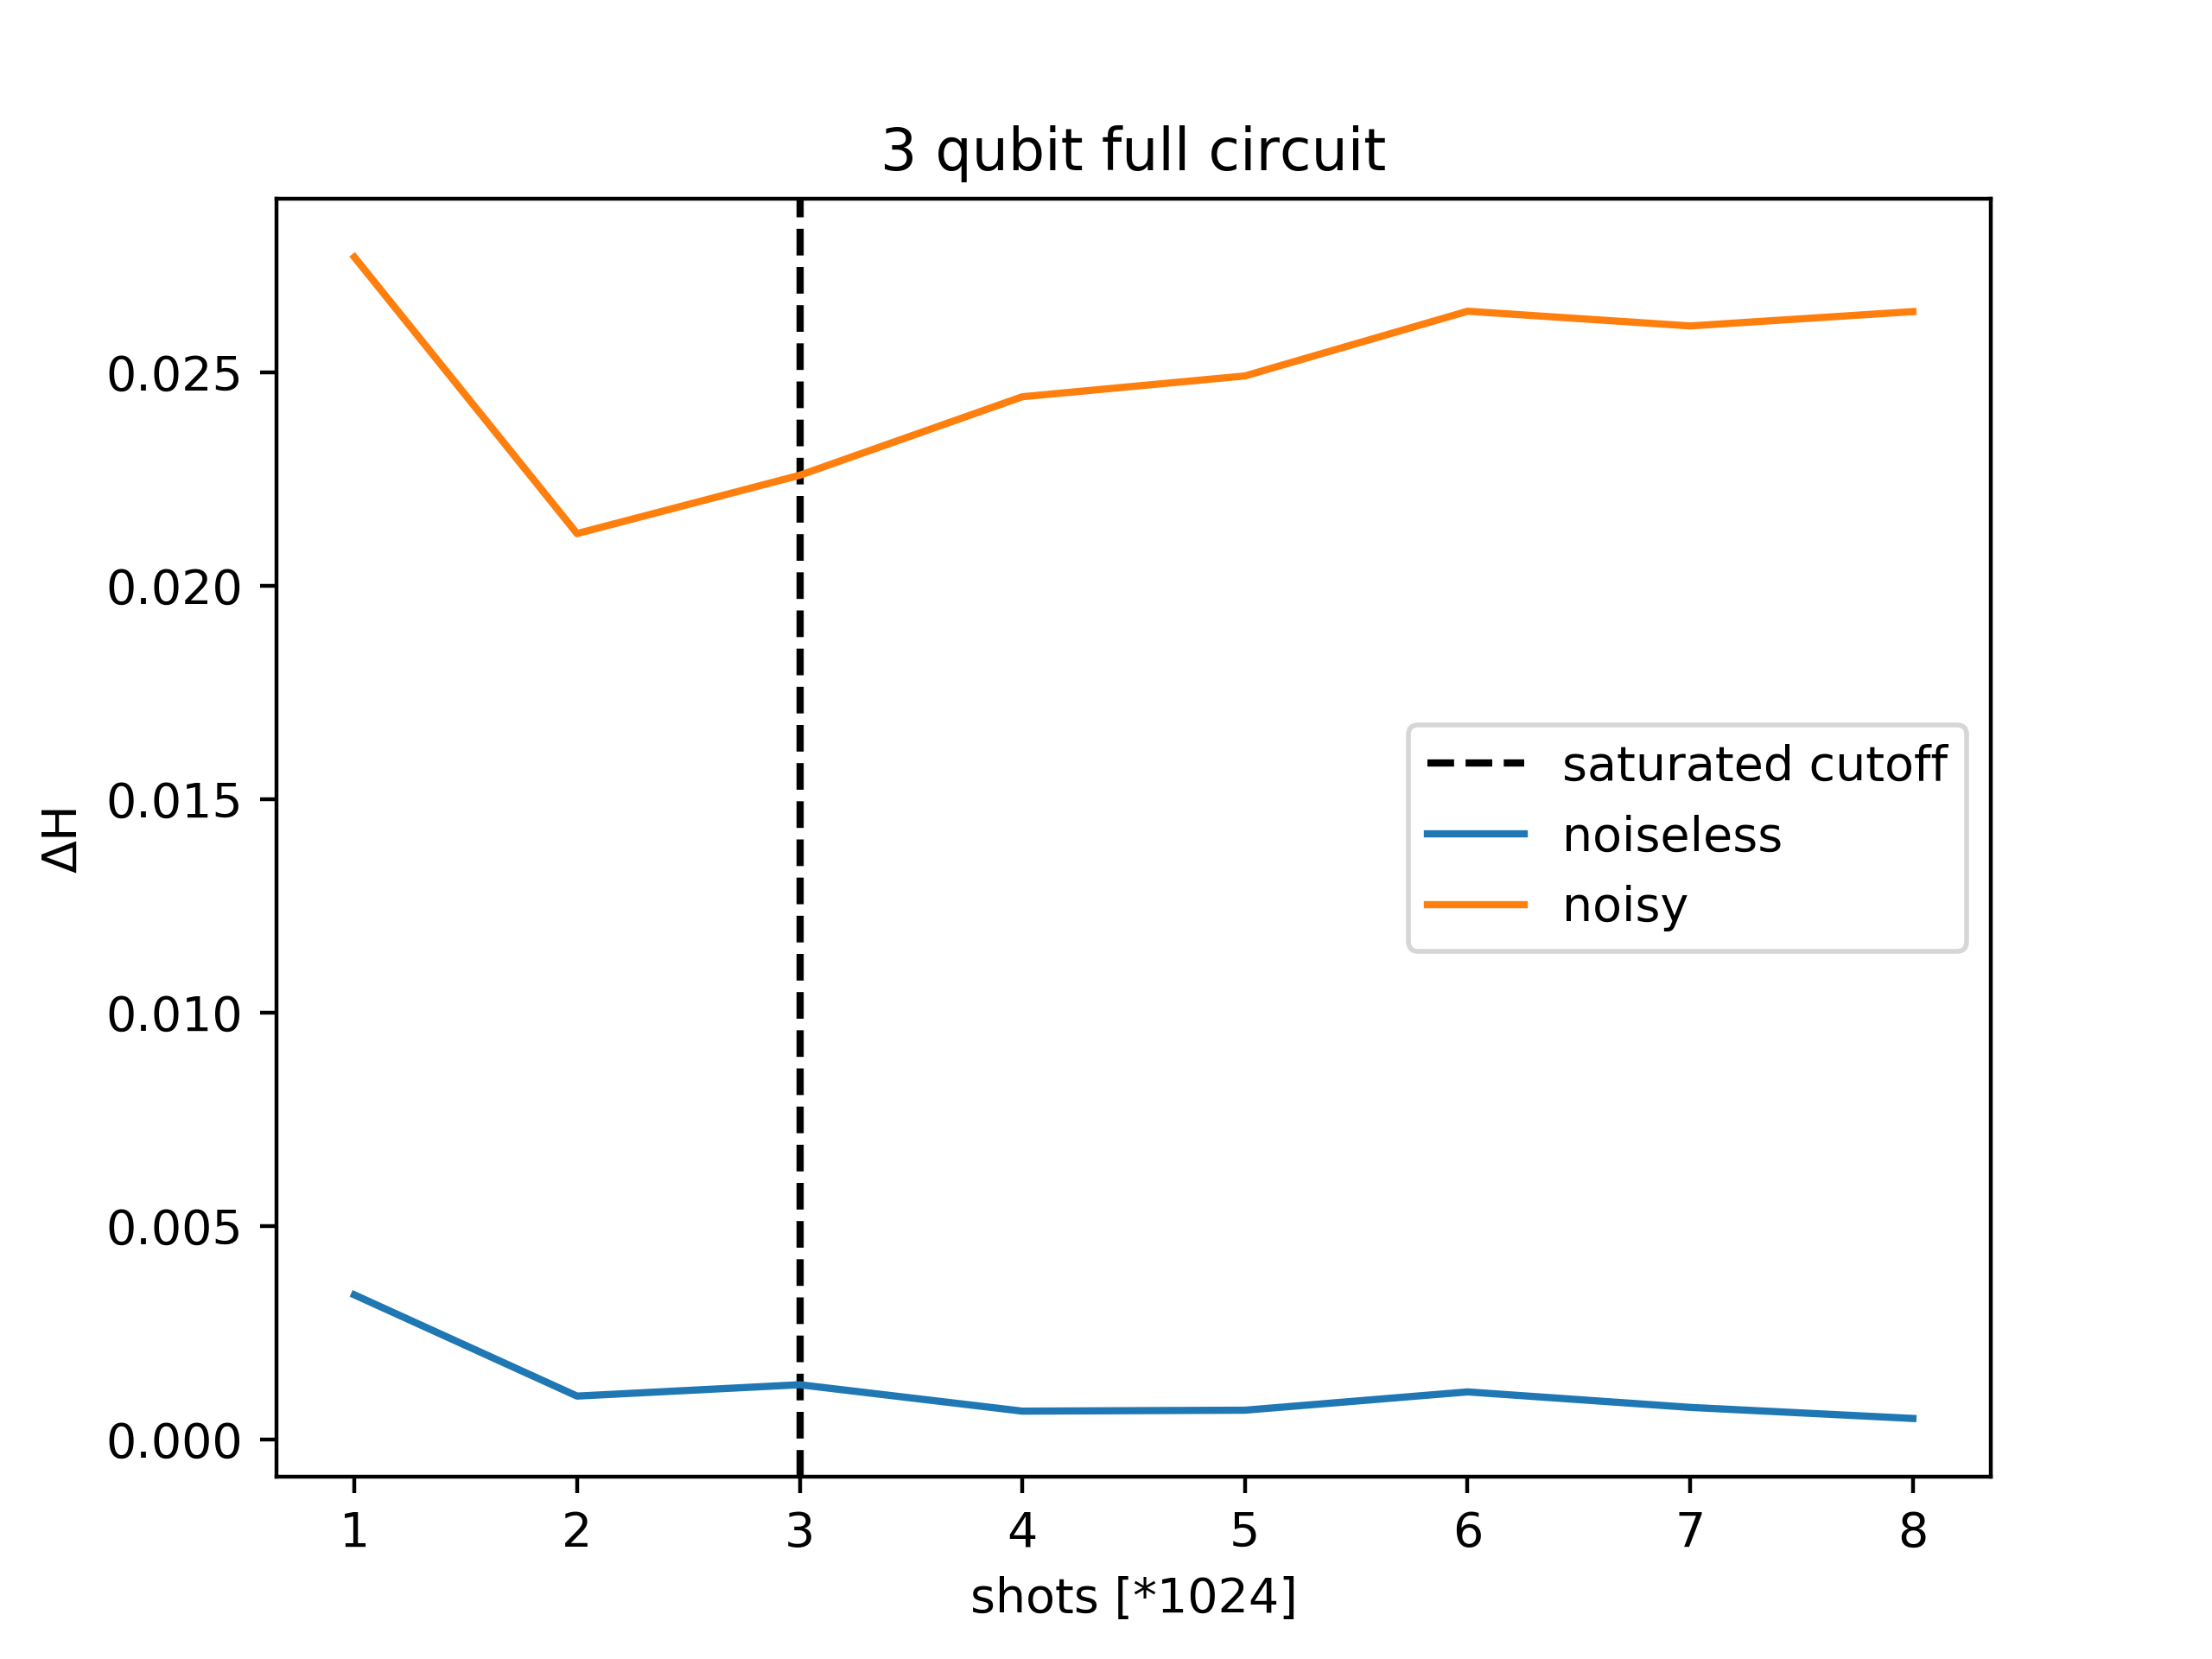 3 qubit full circuit
ΔH
0.025
0.020
0.015
0.010
0.005
0.000
saturated cutoff
noiseless
noisy
1 2 3 4 5 6 7 8
shots [*1024]